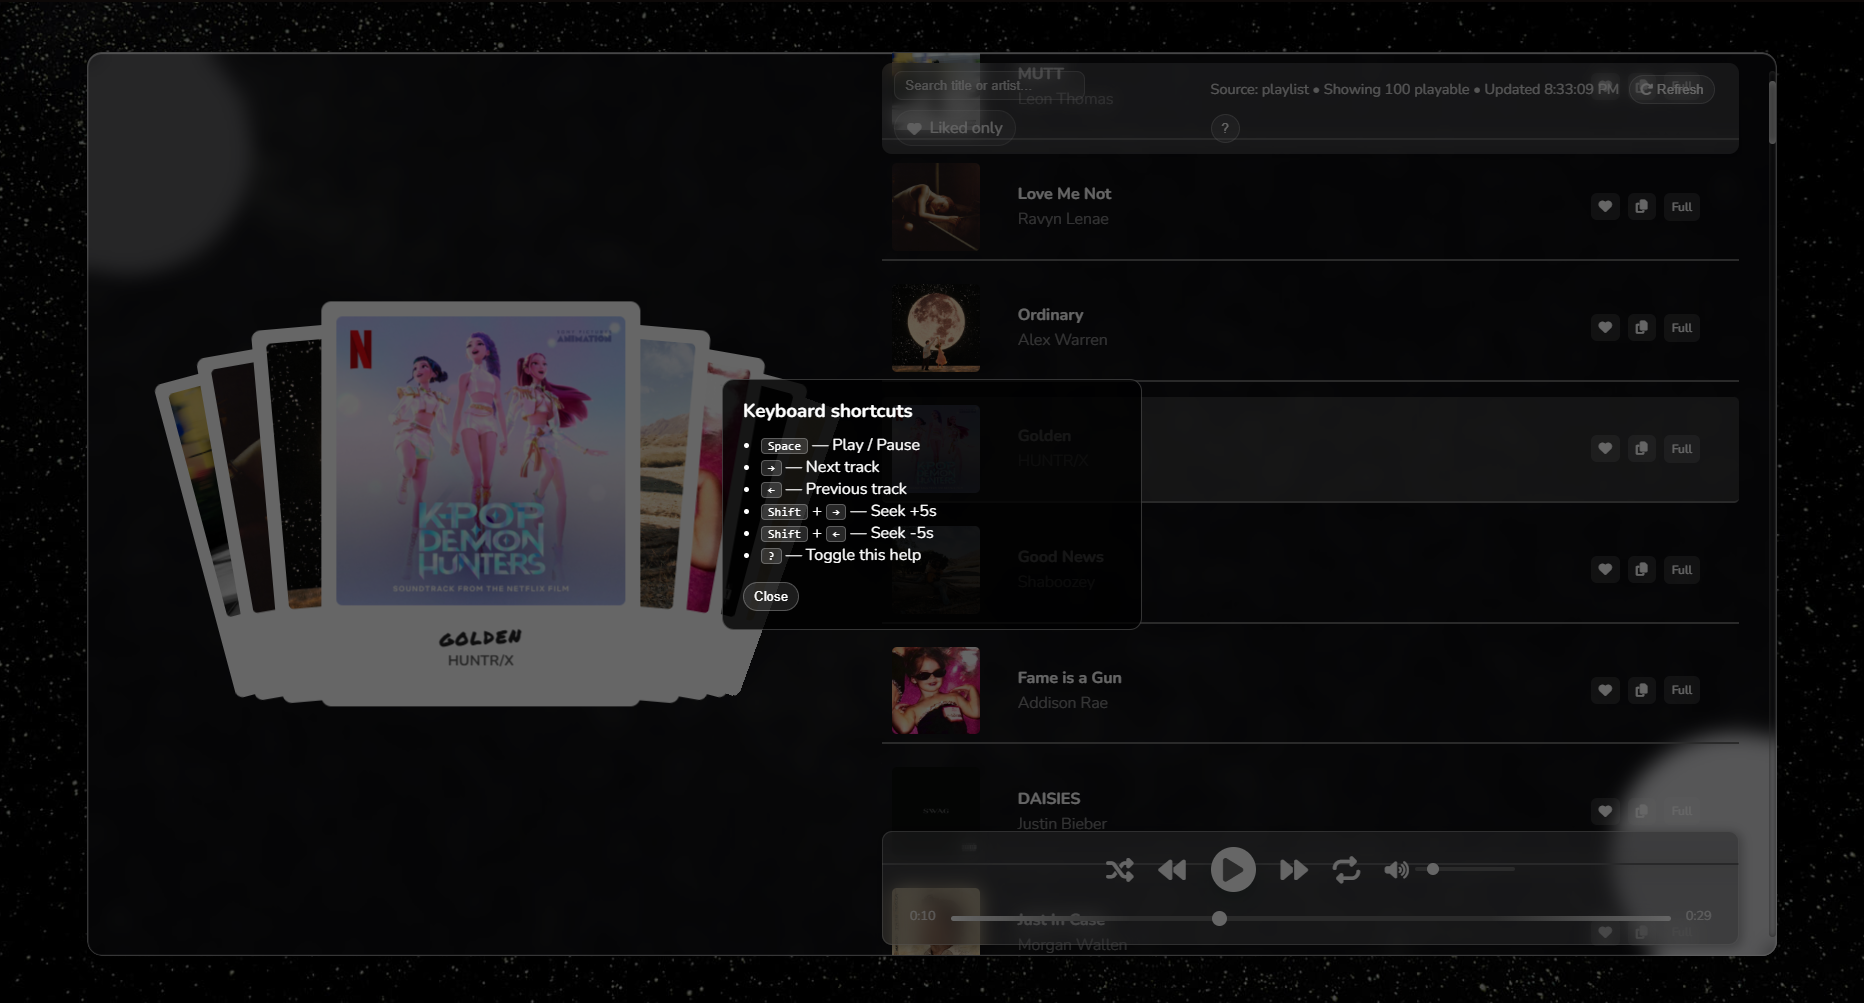 MUTT
Leon Thomas
Search title or artist...
Source: playlist • Showing 100 playable • Updated 8:33:09 PM
Full
Refresh
Liked only
?
Love Me Not
Ravyn Lenae
Full
Ordinary
Alex Warren
Full
N
SONY PICTURES
ANIMATION
K-POP
DEMON
HUNTERS
SOUNDTRACK FROM THE NETFLIX FILM
GOLDEN
HUNTR/X
Keyboard shortcuts
• Space — Play / Pause
• → — Next track
• ← — Previous track
• Shift + → — Seek +5s
• Shift + ← — Seek -5s
• ? — Toggle this help
Close
Golden
HUNTR/X
Full
Good News
Shaboozey
Full
Fame is a Gun
Addison Rae
Full
SWAG
DAISIES
Justin Bieber
Full
0:10
0:29
Just In Case
Morgan Wallen
Full